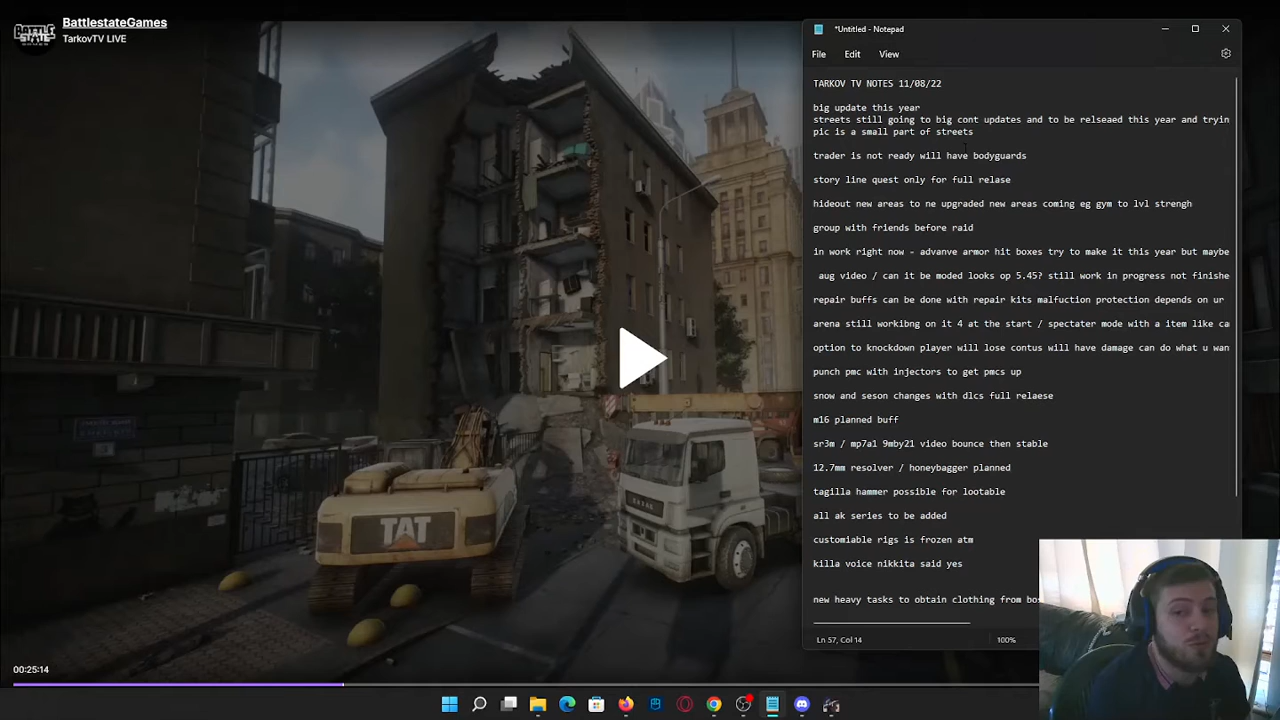 BattlestateGames
TarkovTV LIVE
BATTLE
STATE
GAMES
*Untitled - Notepad
File Edit View
TARKOV TV NOTES 11/08/22
big update this year
streets still going to big cont updates and to be relseaed this year and tryin
pic is a small part of streets
trader is not ready will have bodyguards
story line quest only for full relase
hideout new areas to ne upgraded new areas coming eg gym to lvl strengh
group with friends before raid
in work right now - advanve armor hit boxes try to make it this year but maybe
aug video / can it be moded looks op 5.45? still work in progress not finishe
repair buffs can be done with repair kits malfuction protection depends on ur
arena still workibng on it 4 at the start / spectater mode with a item like ca
option to knockdown player will lose contus will have damage can do what u wan
punch pmc with injectors to get pmcs up
snow and seson changes with dlcs full relaese
m16 planned buff
sr3m / mp7a1 9mby21 video bounce then stable
12.7mm resolver / honeybagger planned
tagilla hammer possible for lootable
all ak series to be added
customiable rigs is frozen atm
killa voice nikkita said yes
new heavy tasks to obtain clothing from bos
Ln 57, Col 14
100%
TAT
00:25:14